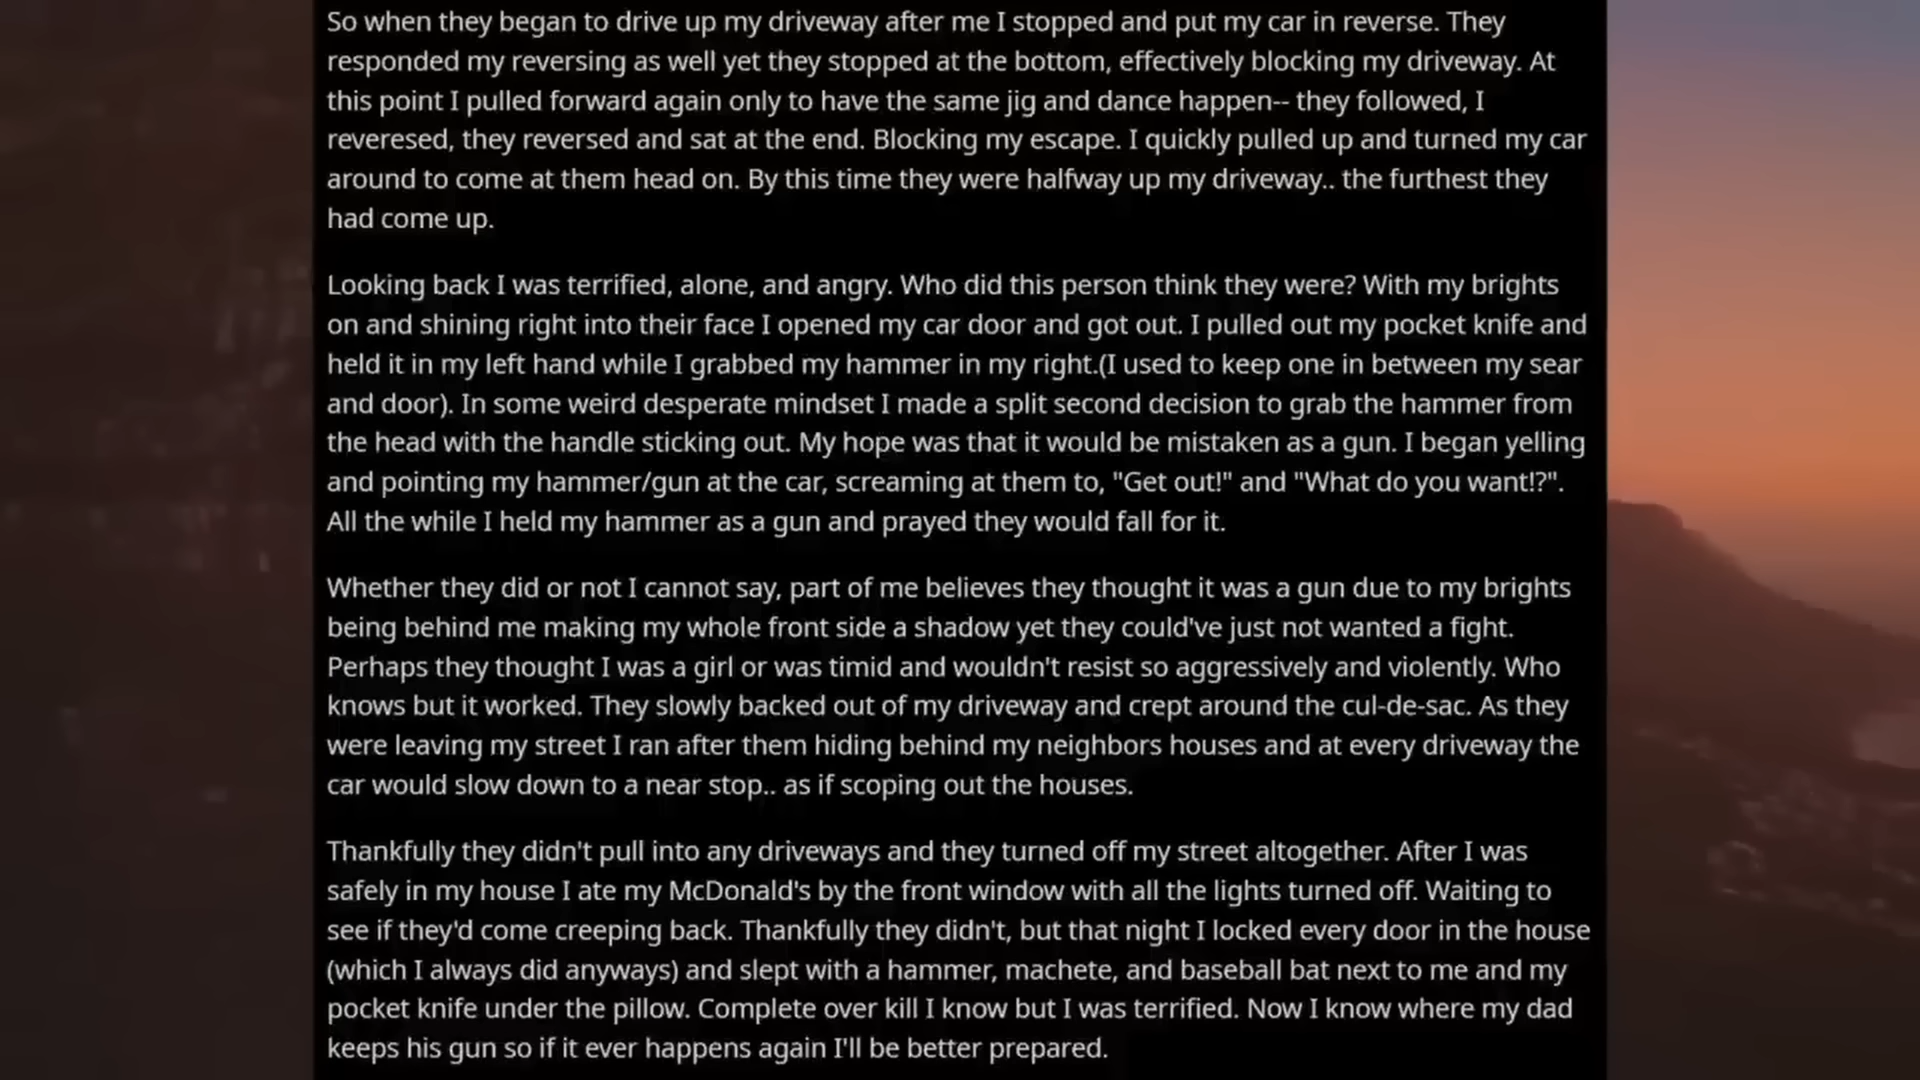 So when they began to drive up my driveway after me I stopped and put my car in reverse. They
responded my reversing as well yet they stopped at the bottom, effectively blocking my driveway. At
this point I pulled forward again only to have the same jig and dance happen-- they followed, I
reveresed, they reversed and sat at the end. Blocking my escape. I quickly pulled up and turned my car
around to come at them head on. By this time they were halfway up my driveway.. the furthest they
had come up.
Looking back I was terrified, alone, and angry. Who did this person think they were? With my brights
on and shining right into their face I opened my car door and got out. I pulled out my pocket knife and
held it in my left hand while I grabbed my hammer in my right.(I used to keep one in between my sear
and door). In some weird desperate mindset I made a split second decision to grab the hammer from
the head with the handle sticking out. My hope was that it would be mistaken as a gun. I began yelling
and pointing my hammer/gun at the car, screaming at them to, "Get out!" and "What do you want!?".
All the while I held my hammer as a gun and prayed they would fall for it.
Whether they did or not I cannot say, part of me believes they thought it was a gun due to my brights
being behind me making my whole front side a shadow yet they could've just not wanted a fight.
Perhaps they thought I was a girl or was timid and wouldn't resist so aggressively and violently. Who
knows but it worked. They slowly backed out of my driveway and crept around the cul-de-sac. As they
were leaving my street I ran after them hiding behind my neighbors houses and at every driveway the
car would slow down to a near stop.. as if scoping out the houses.
Thankfully they didn't pull into any driveways and they turned off my street altogether. After I was
safely in my house I ate my McDonald's by the front window with all the lights turned off. Waiting to
see if they'd come creeping back. Thankfully they didn't, but that night I locked every door in the house
(which I always did anyways) and slept with a hammer, machete, and baseball bat next to me and my
pocket knife under the pillow. Complete over kill I know but I was terrified. Now I know where my dad
keeps his gun so if it ever happens again I'll be better prepared.